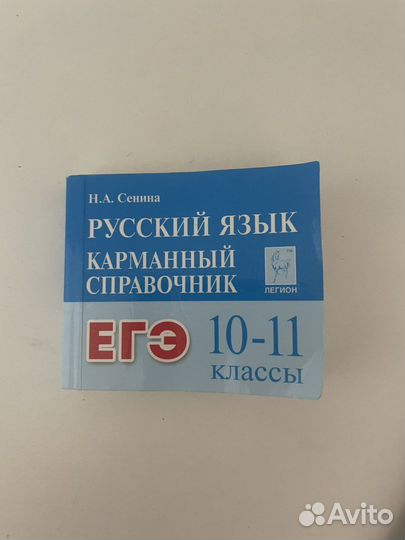 Н.А. Сенина
РУССКИЙ ЯЗЫК
КАРМАННЫЙ
СПРАВОЧНИК
ЛЕГИОН
ЕГЭ
10-11
классы
Avito